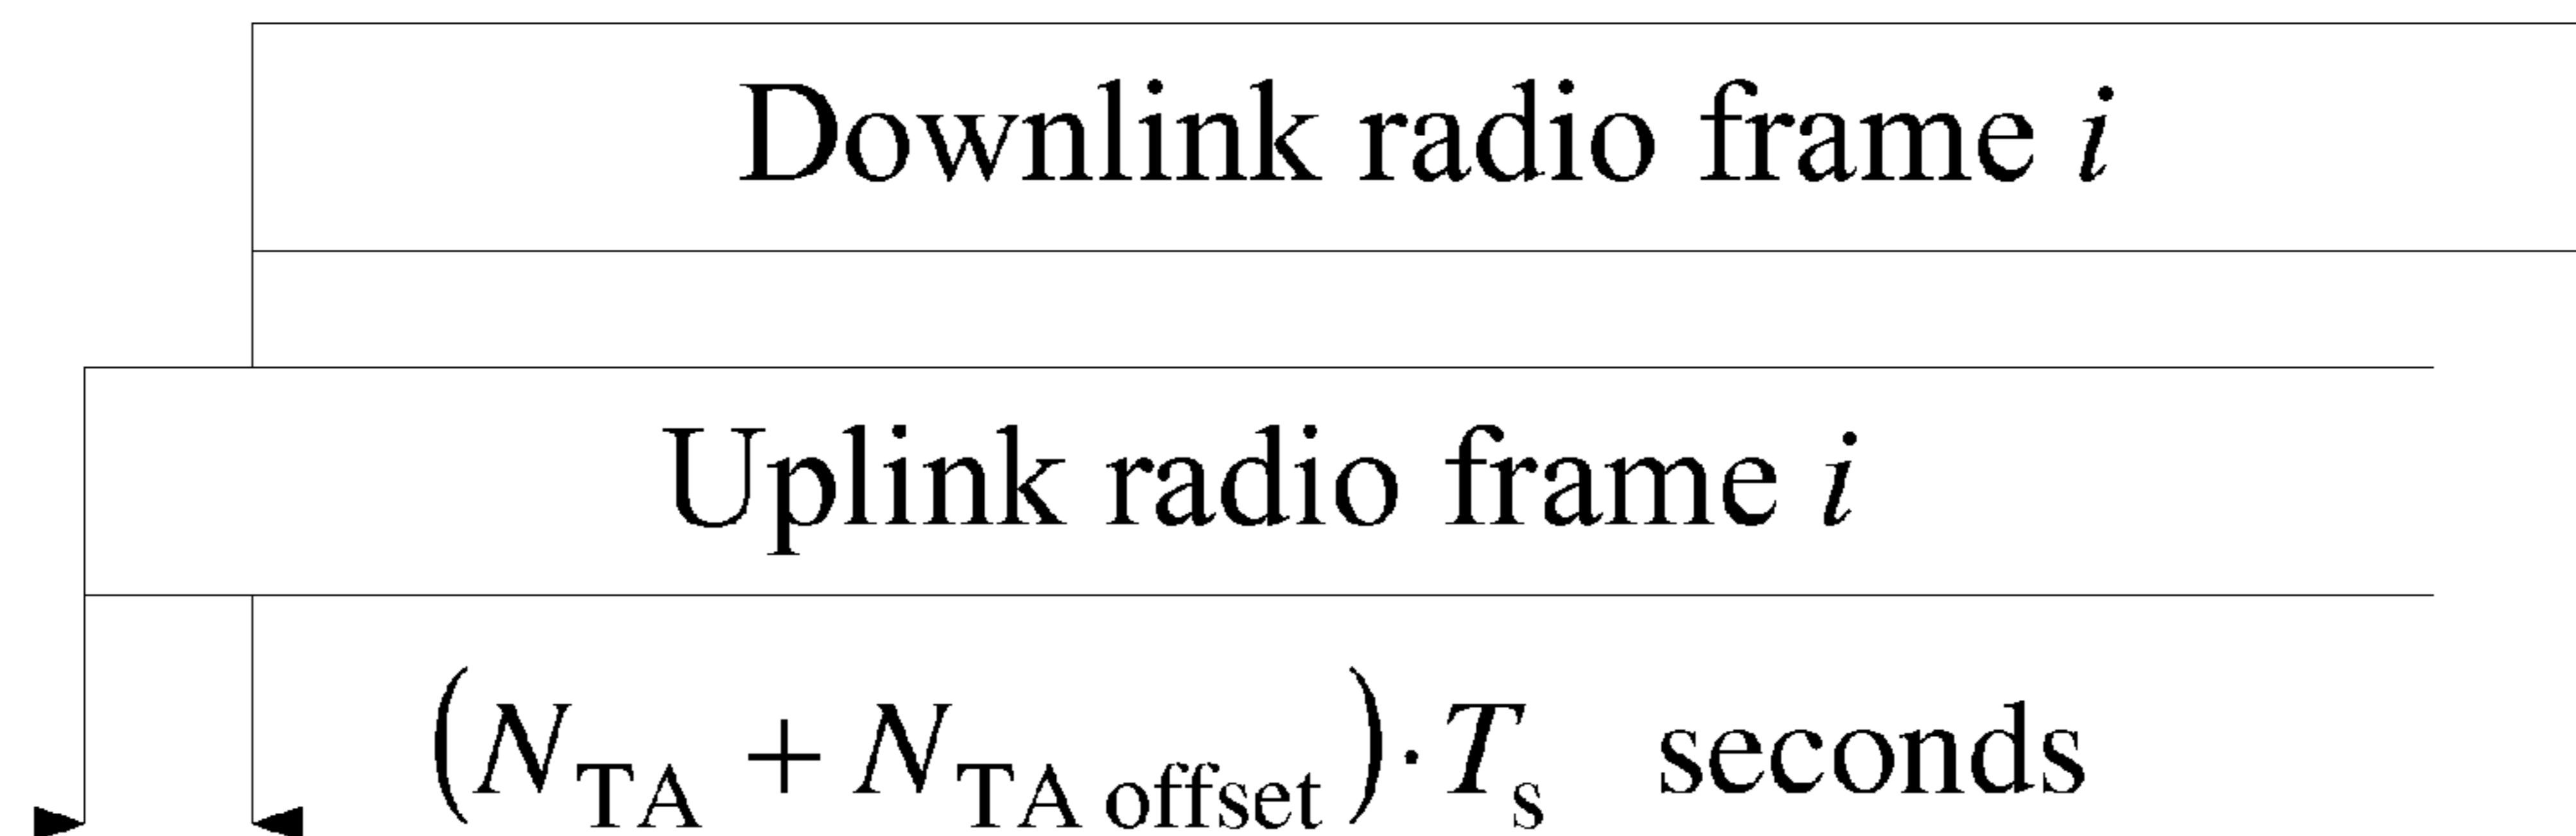 Downlink radio frame i
Uplink radio frame i
(N_TA + N_TA offset) · T_s seconds